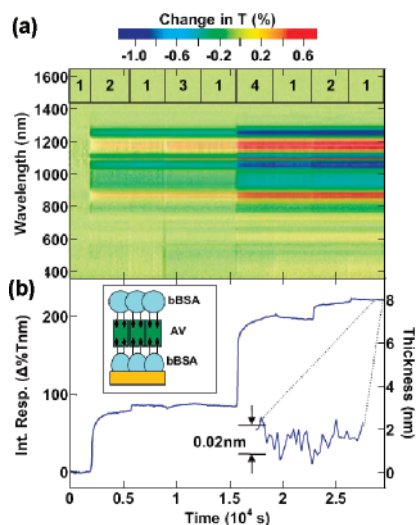 (a)
Change in T (%)
-1.0 -0.6 -0.2 0.2 0.6
1 2 1 3 1 4 1 2 1
Wavelength (nm)
1600
1400
1200
1000
800
600
400
(b)
Int. Resp. (Δ%Tnm)
200
100
0
bBSA
AV
bBSA
0.02nm
8
6
4
2
0
Thickness (nm)
0.0 0.5 1 1.5 2 2.5
Time (10⁴ s)